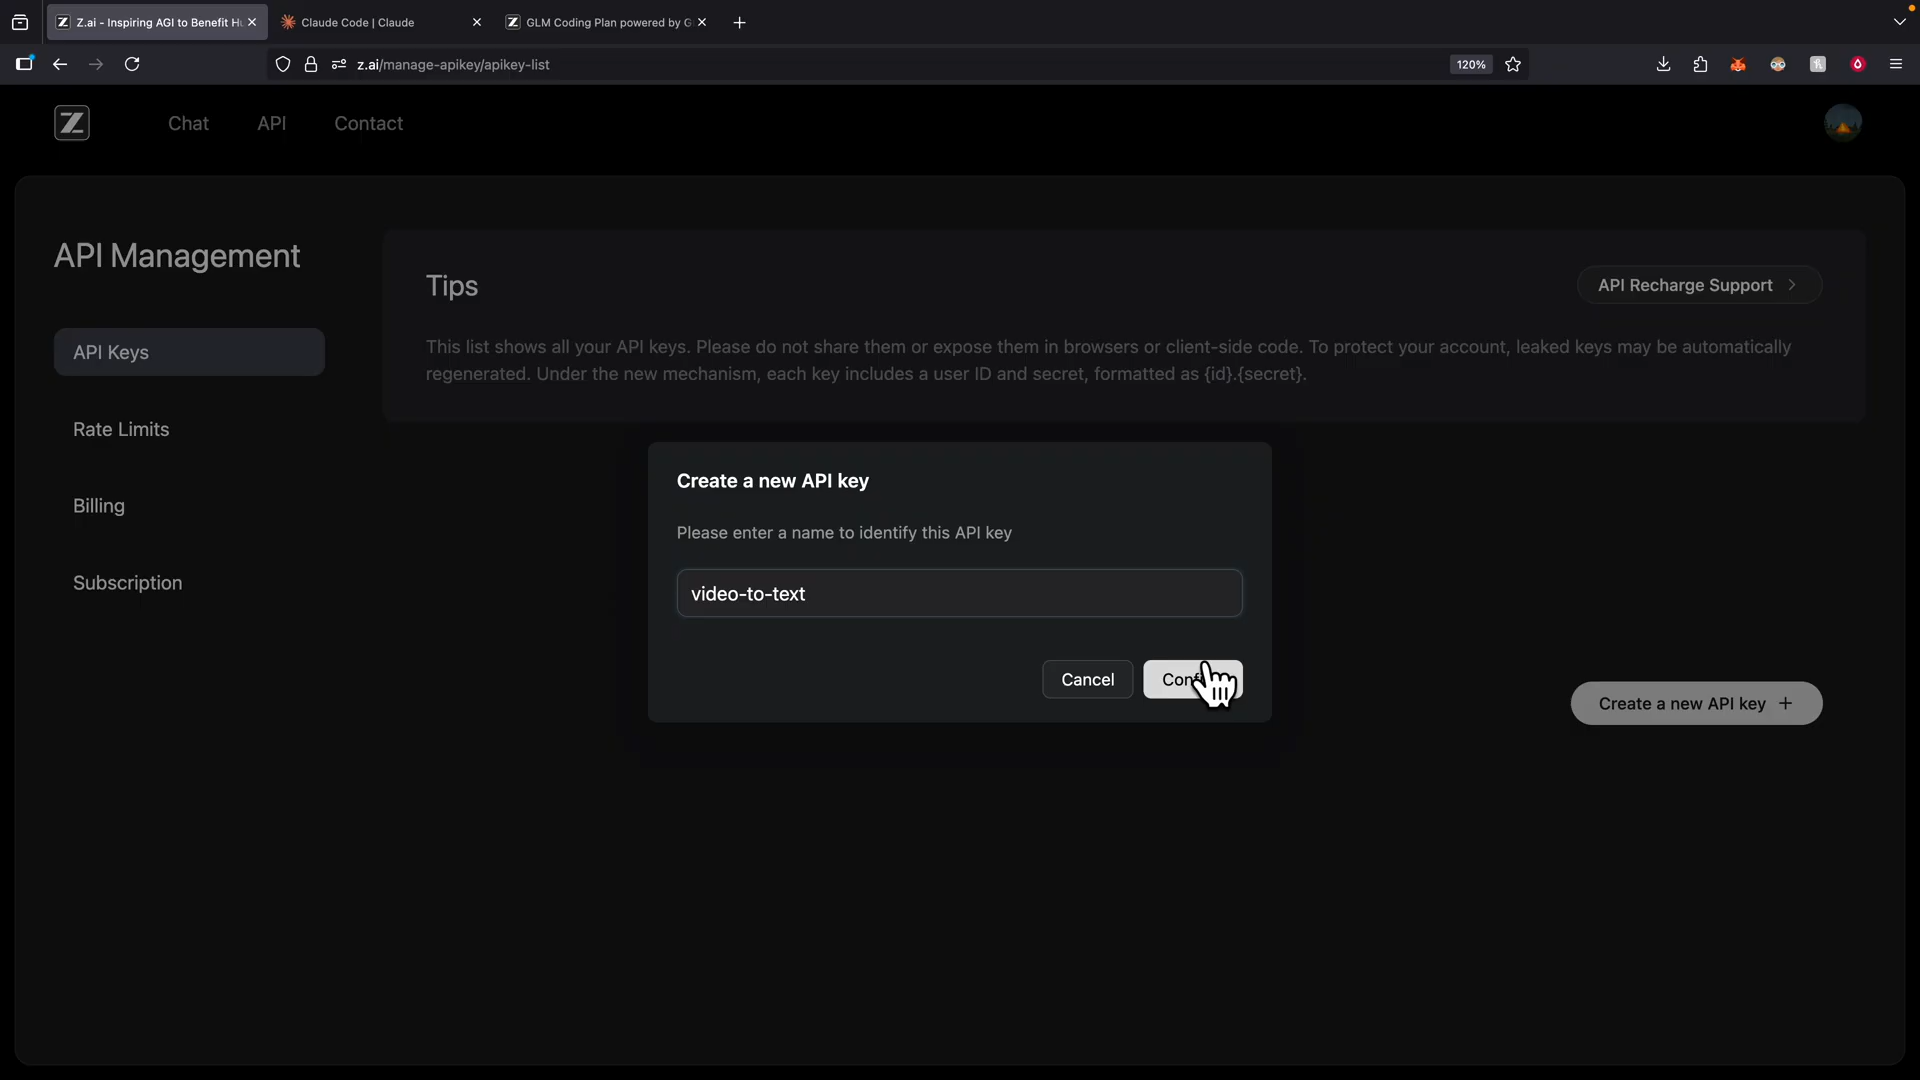 Z.ai - Inspiring AGI to Benefit Hu
Claude Code | Claude
GLM Coding Plan powered by G
z.ai/manage-apikey/apikey-list
120%
Z
Chat
API
Contact
API Management
API Keys
Rate Limits
Billing
Subscription
Tips
API Recharge Support
This list shows all your API keys. Please do not share them or expose them in browsers or client-side code. To protect your account, leaked keys may be automatically
regenerated. Under the new mechanism, each key includes a user ID and secret, formatted as {id}.{secret}.
Create a new API key
Please enter a name to identify this API key
video-to-text
Cancel
Create a new API key +